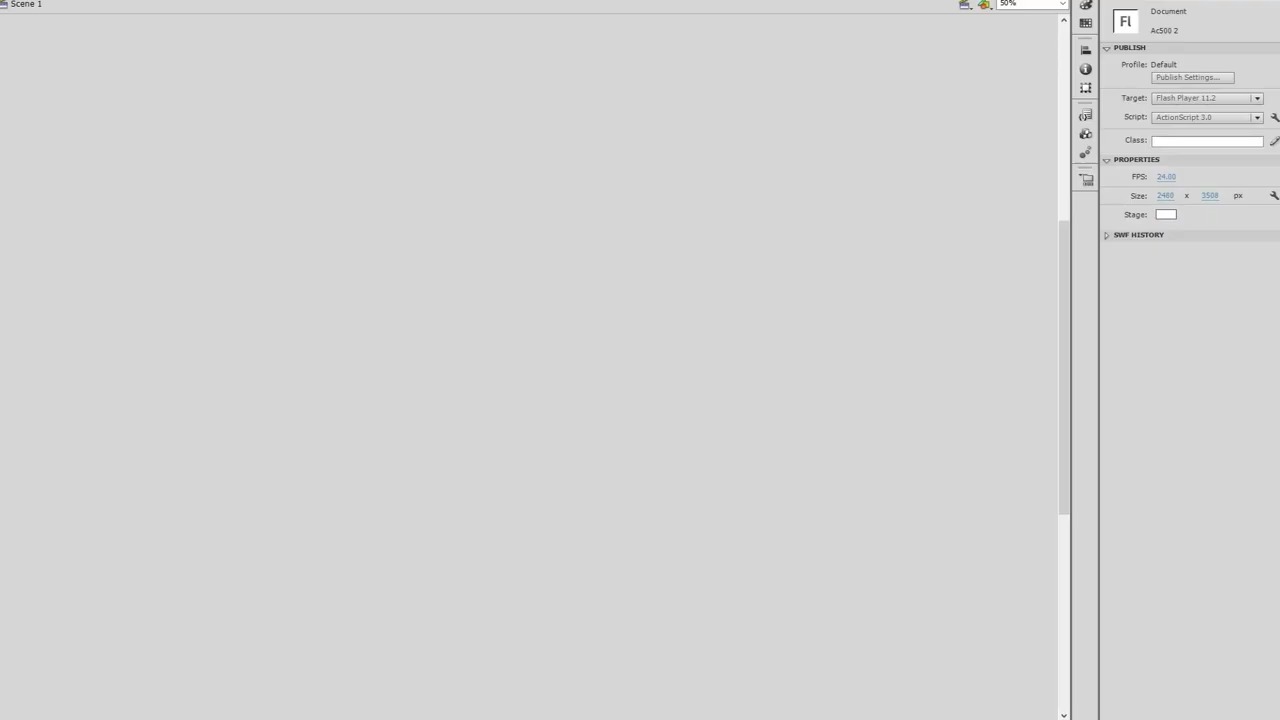 Scene 1
50%
Fl
Document
Ac500 2
PUBLISH
Profile: Default
Publish Settings...
Target: Flash Player 11.2
Script: ActionScript 3.0
Class:
PROPERTIES
FPS: 24.00
Size: 2480 x 3508 px
Stage:
SWF HISTORY